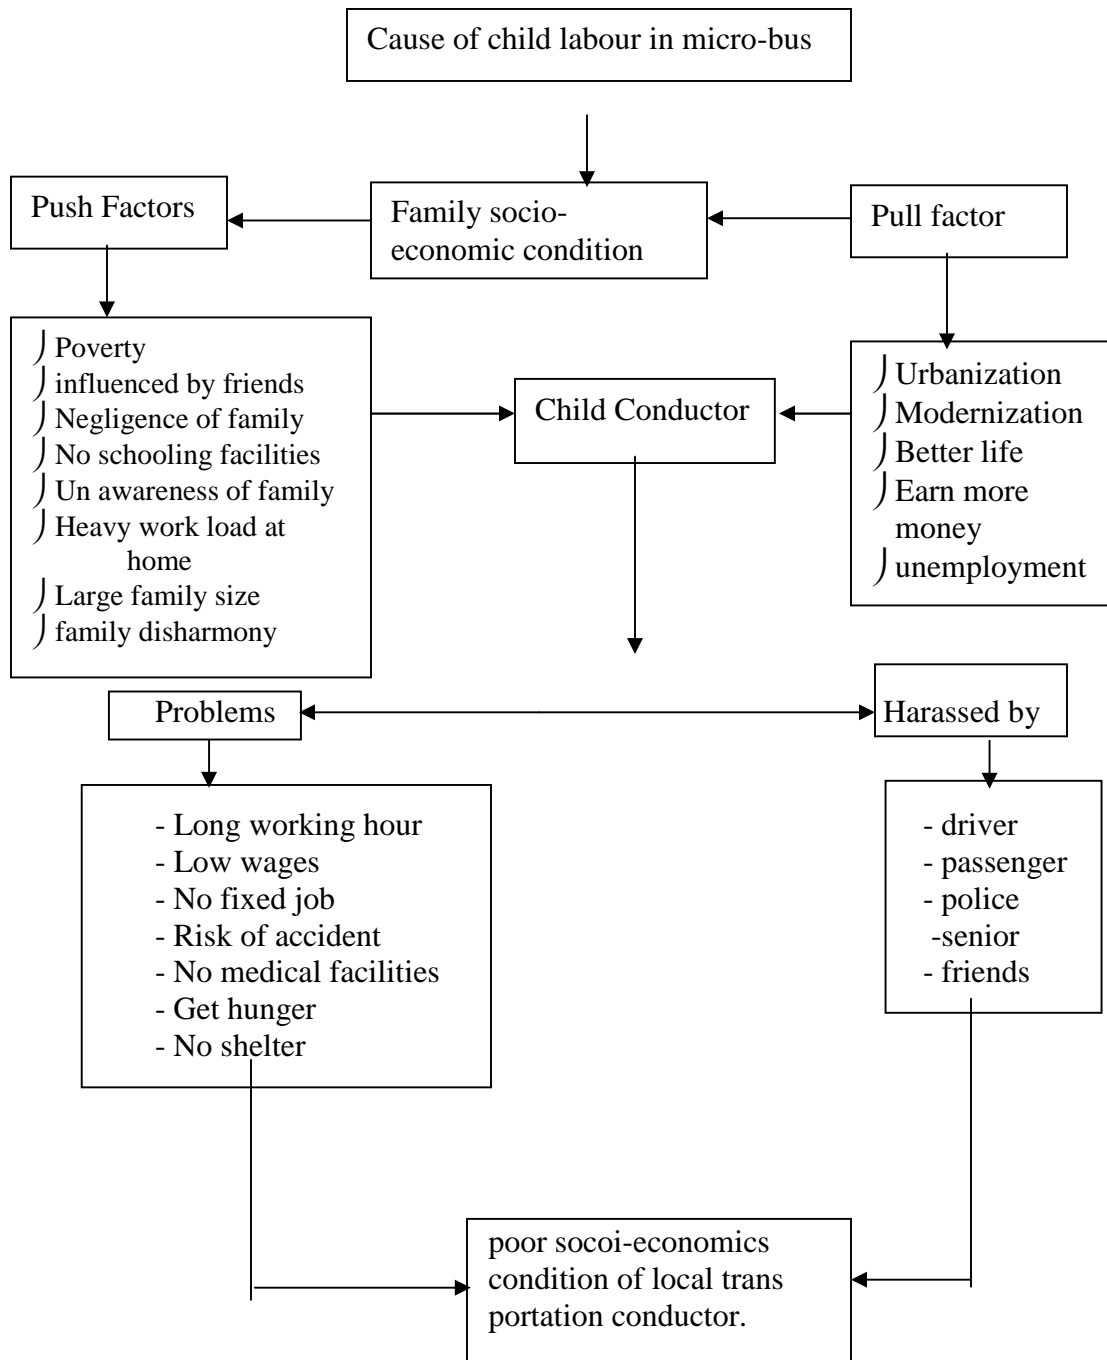 Cause of child labour in micro-bus
Push Factors
Family socio-
economic condition
Pull factor
Poverty
influenced by friends
Negligence of family
No schooling facilities
Un awareness of family
Heavy work load at
home
Large family size
family disharmony
Child Conductor
Urbanization
Modernization
Better life
Earn more
money
unemployment
Problems
Harassed by
- Long working hour
- Low wages
- No fixed job
- Risk of accident
- No medical facilities
- Get hunger
- No shelter
- driver
- passenger
- police
-senior
- friends
poor socoi-economics
condition of local trans
portation conductor.